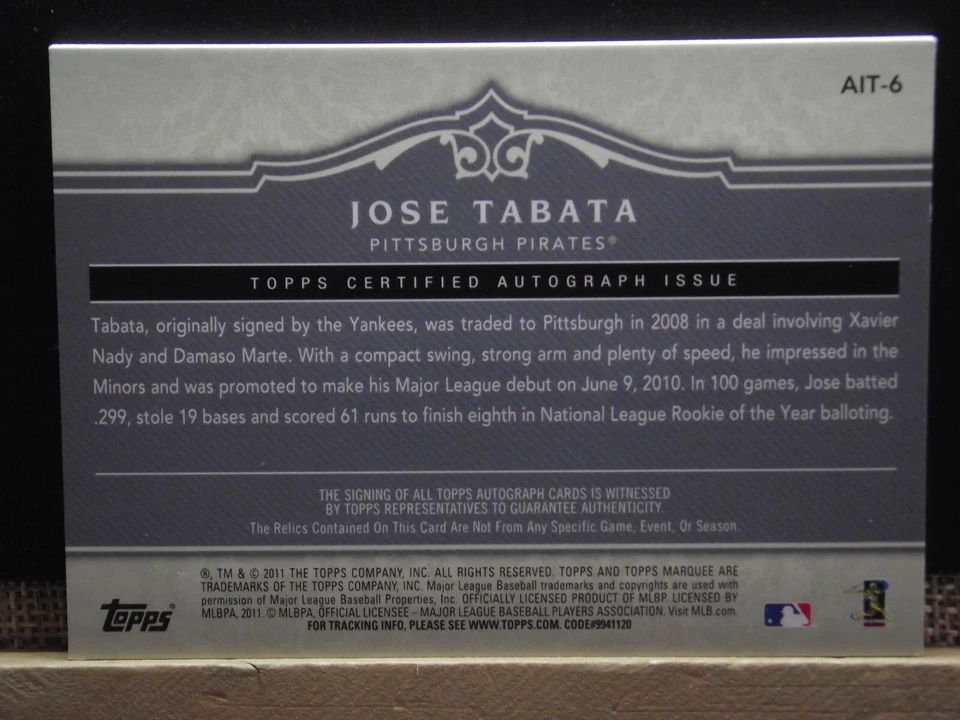 AIT-6
JOSE TABATA
PITTSBURGH PIRATES®
TOPPS CERTIFIED AUTOGRAPH ISSUE
Tabata, originally signed by the Yankees, was traded to Pittsburgh in 2008 in a deal involving Xavier
Nady and Damaso Marte. With a compact swing, strong arm and plenty of speed, he impressed in the
Minors and was promoted to make his Major League debut on June 9, 2010. In 100 games, Jose batted
.299, stole 19 bases and scored 61 runs to finish eighth in National League Rookie of the Year balloting.
THE SIGNING OF ALL TOPPS AUTOGRAPH CARDS IS WITNESSED
BY TOPPS REPRESENTATIVES TO GUARANTEE AUTHENTICITY.
The Relics Contained On This Card Are Not From Any Specific Game, Event, Or Season.
®, TM & © 2011 THE TOPPS COMPANY, INC. ALL RIGHTS RESERVED. TOPPS AND TOPPS MARQUEE ARE
TRADEMARKS OF THE TOPPS COMPANY, INC. Major League Baseball trademarks and copyrights are used with
permission of Major League Baseball Properties, Inc. OFFICIALLY LICENSED PRODUCT OF MLBP. LICENSED BY
MLBPA, 2011. © MLBPA, OFFICIAL LICENSEE – MAJOR LEAGUE BASEBALL PLAYERS ASSOCIATION. Visit MLB.com.
FOR TRACKING INFO, PLEASE SEE WWW.TOPPS.COM. CODE#9941120
Topps®